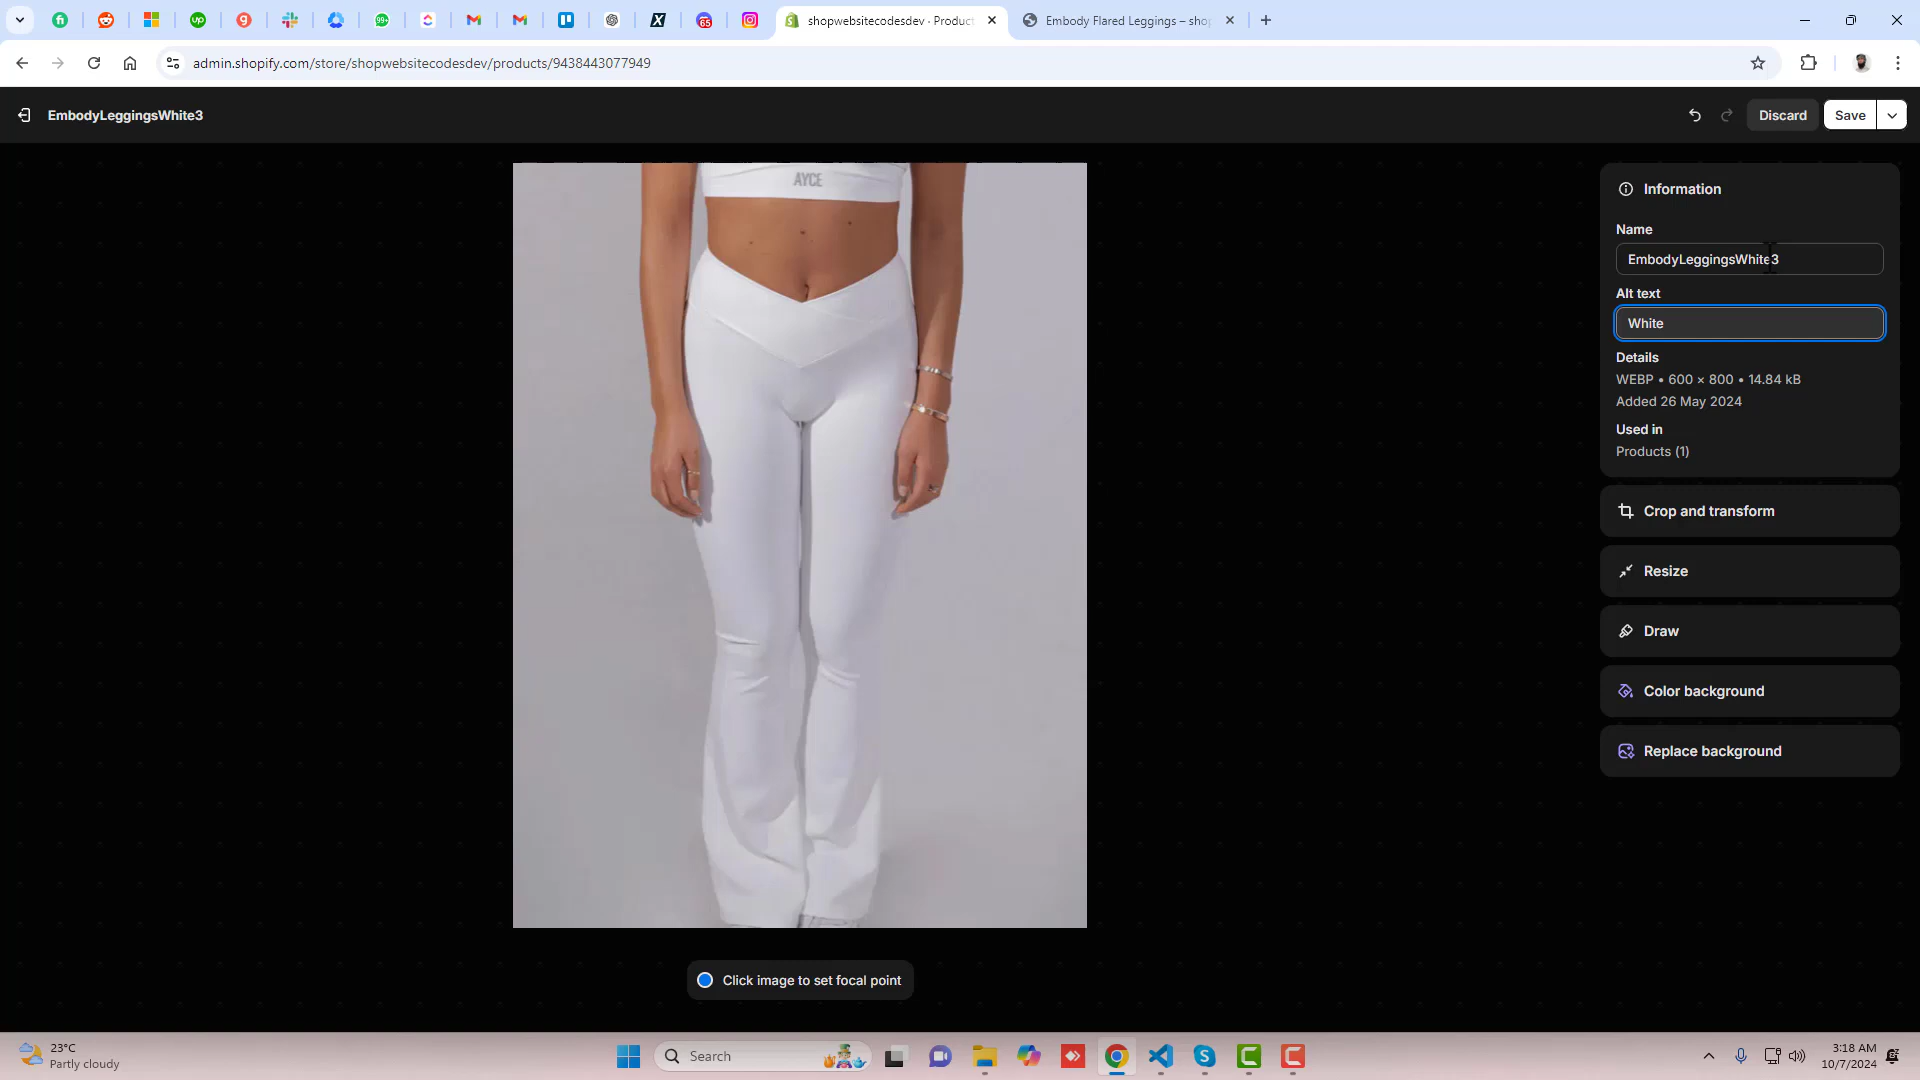 shopwebsitecodesdev · Produc
Embody Flared Leggings – shop
admin.shopify.com/store/shopwebsitecodesdev/products/9438443077949
EmbodyLeggingsWhite3
Discard
Save
AYCE
Information
Name
EmbodyLeggingsWhite3
Alt text
White
Details
WEBP • 600 × 800 • 14.84 kB
Added 26 May 2024
Used in
Products (1)
Crop and transform
Resize
Draw
Color background
Replace background
Click image to set focal point
23°C
Partly cloudy
Search
3:18 AM
10/7/2024